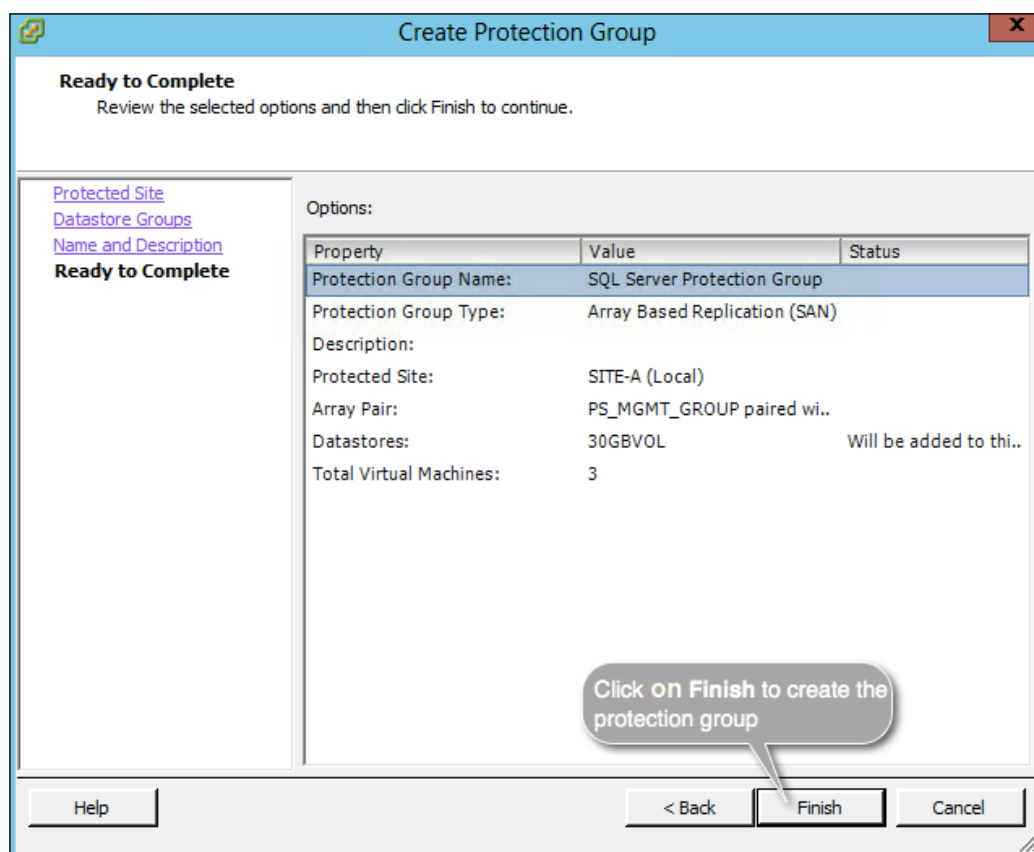 Create Protection Group
x
Ready to Complete
Review the selected options and then click Finish to continue.
Protected Site
Datastore Groups
Name and Description
Ready to Complete
Options:
Property Value Status
Protection Group Name: SQL Server Protection Group
Protection Group Type: Array Based Replication (SAN)
Description:
Protected Site: SITE-A (Local)
Array Pair: PS_MGMT_GROUP paired wi..
Datastores: 30GBVOL Will be added to thi..
Total Virtual Machines: 3
Click on Finish to create the
protection group
Help < Back Finish Cancel